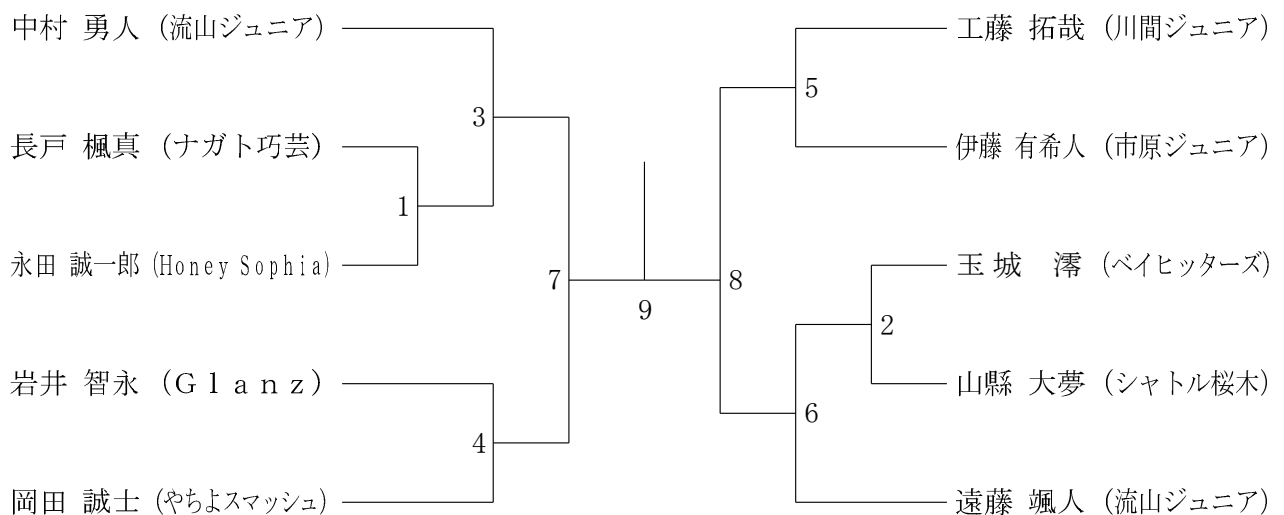 中村 勇人 (流山ジュニア)
長戸 楓真 (ナガト巧芸)
永田 誠一郎 (Honey Sophia)
岩井 智永 (Ｇｌａｎｚ)
岡田 誠士 (やちよスマッシュ)
3
1
4
7
9
8
5
2
6
工藤 拓哉 (川間ジュニア)
伊藤 有希人 (市原ジュニア)
玉城　澪 (ベイヒッターズ)
山縣 大夢 (シャトル桜木)
遠藤 颯人 (流山ジュニア)